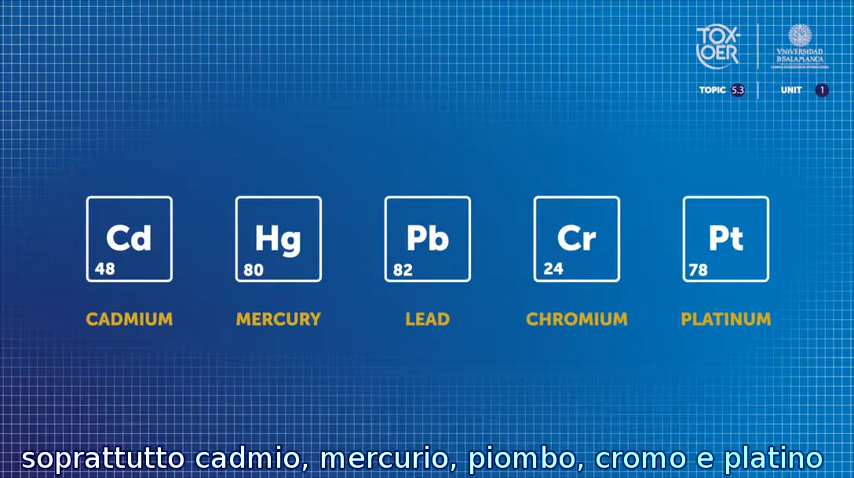 TOX-
OER
VNIVERSIDAD
D SALAMANCA
TOPIC 5.3
UNIT 1
Cd
48
Hg
80
Pb
82
Cr
24
Pt
78
CADMIUM
MERCURY
LEAD
CHROMIUM
PLATINUM
soprattutto cadmio, mercurio, piombo, cromo e platino